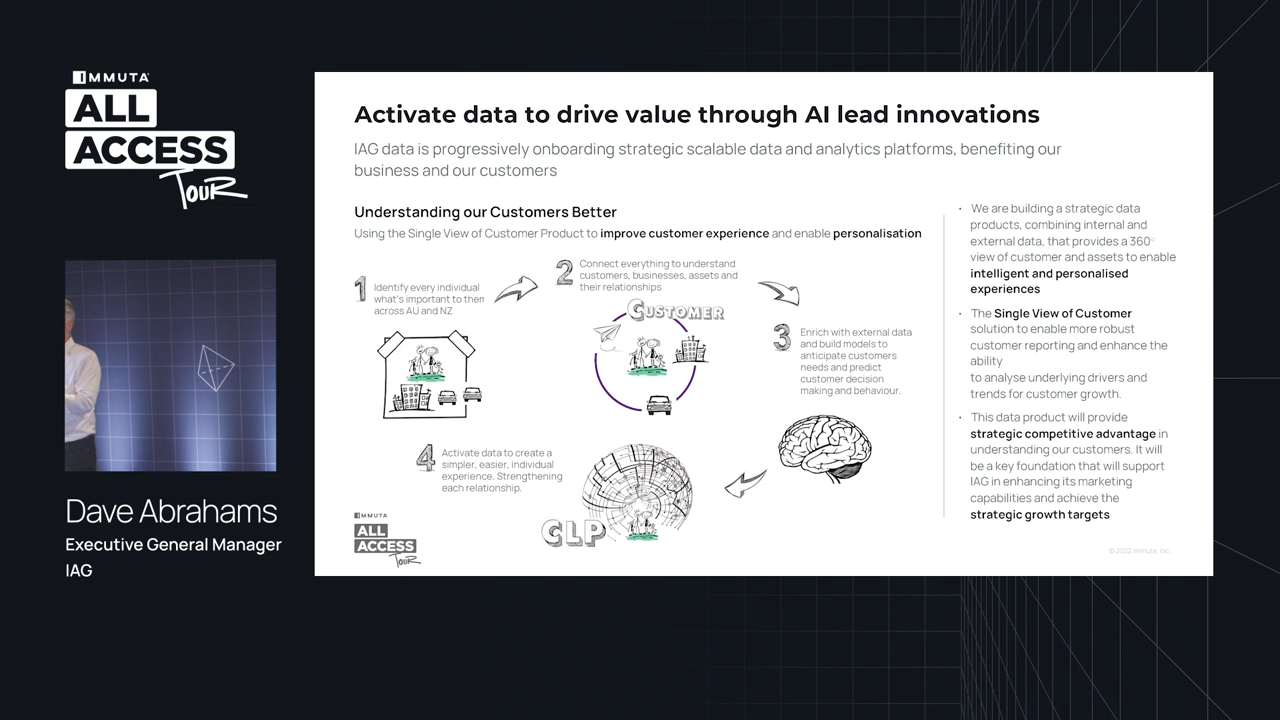 IMMUTA
ALL
ACCESS
TOUR
Dave Abrahams
Executive General Manager
IAG
Activate data to drive value through AI lead innovations
IAG data is progressively onboarding strategic scalable data and analytics platforms, benefiting our
business and our customers
Understanding our Customers Better
Using the Single View of Customer Product to improve customer experience and enable personalisation
1
Identify every individual
what's important to them
across AU and NZ
2
Connect everything to understand
customers, businesses, assets and
their relationships
CUSTOMER
3
Enrich with external data
and build models to
anticipate customers
needs and predict
customer decision
making and behaviour.
4
Activate data to create a
simpler, easier, individual
experience. Strengthening
each relationship.
CLP
IMMUTA
ALL
ACCESS
TOUR
· We are building a strategic data
products, combining internal and
external data, that provides a 360°
view of customer and assets to enable
intelligent and personalised
experiences
· The Single View of Customer
solution to enable more robust
customer reporting and enhance the
ability
to analyse underlying drivers and
trends for customer growth.
· This data product will provide
strategic competitive advantage in
understanding our customers. It will
be a key foundation that will support
IAG in enhancing its marketing
capabilities and achieve the
strategic growth targets
© 2022 Immuta, Inc.